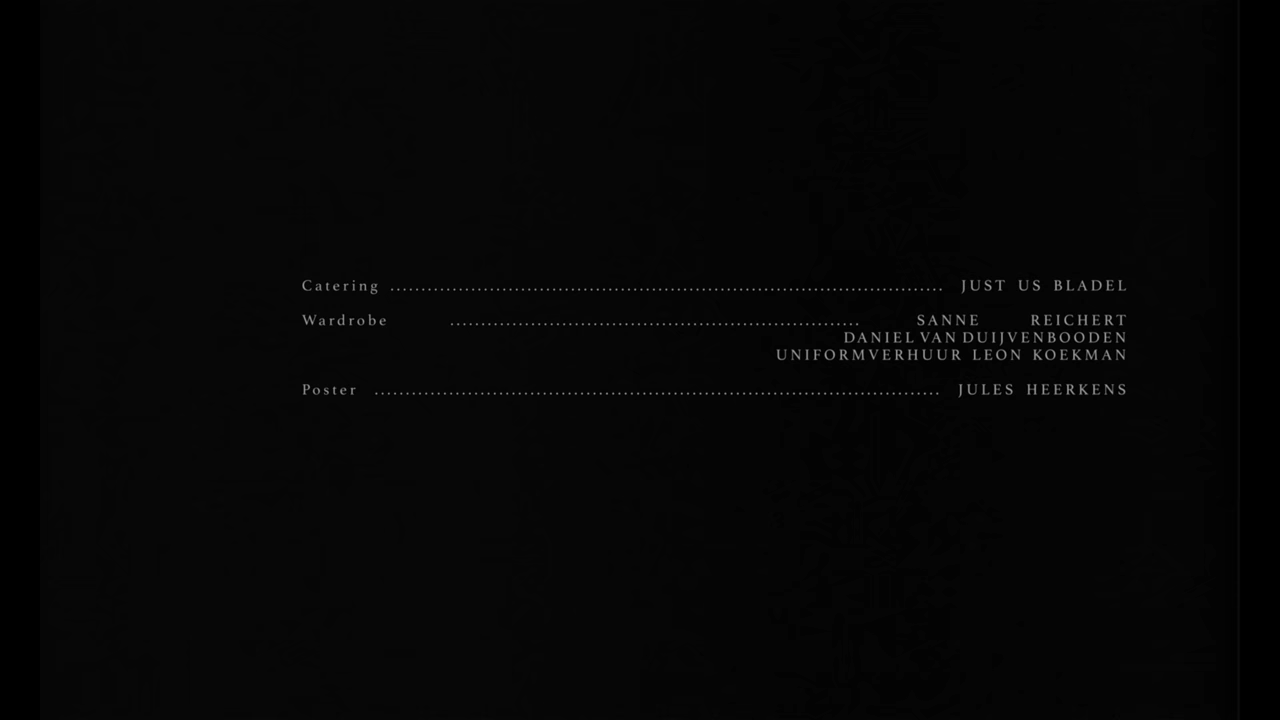 Catering ........................................................................................ JUST US BLADEL
Wardrobe ................................................................. SANNE REICHERT
DANIEL VAN DUIJVENBOODEN
UNIFORMVERHUUR LEON KOEKMAN
Poster .......................................................................................... JULES HEERKENS